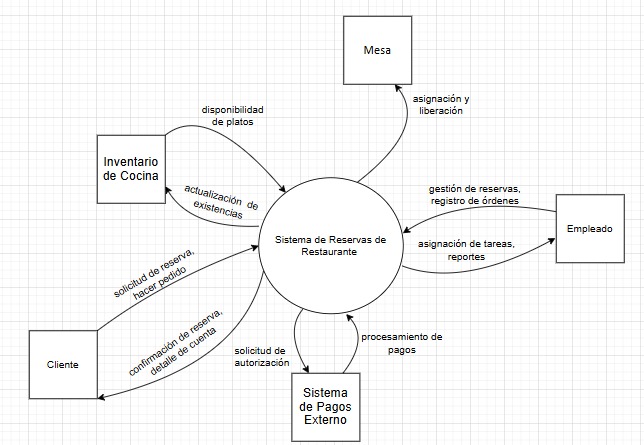 Mesa
asignación y
liberación
disponibilidad
de platos
Inventario
de Cocina
actualización de
existencias
gestión de reservas,
registro de órdenes
Empleado
asignación de tareas,
reportes
Sistema de Reservas de
Restaurante
solicitud de reserva,
hacer pedido
confirmación de reserva,
detalle de cuenta
Cliente
solicitud de
autorización
procesamiento de
pagos
Sistema
de Pagos
Externo